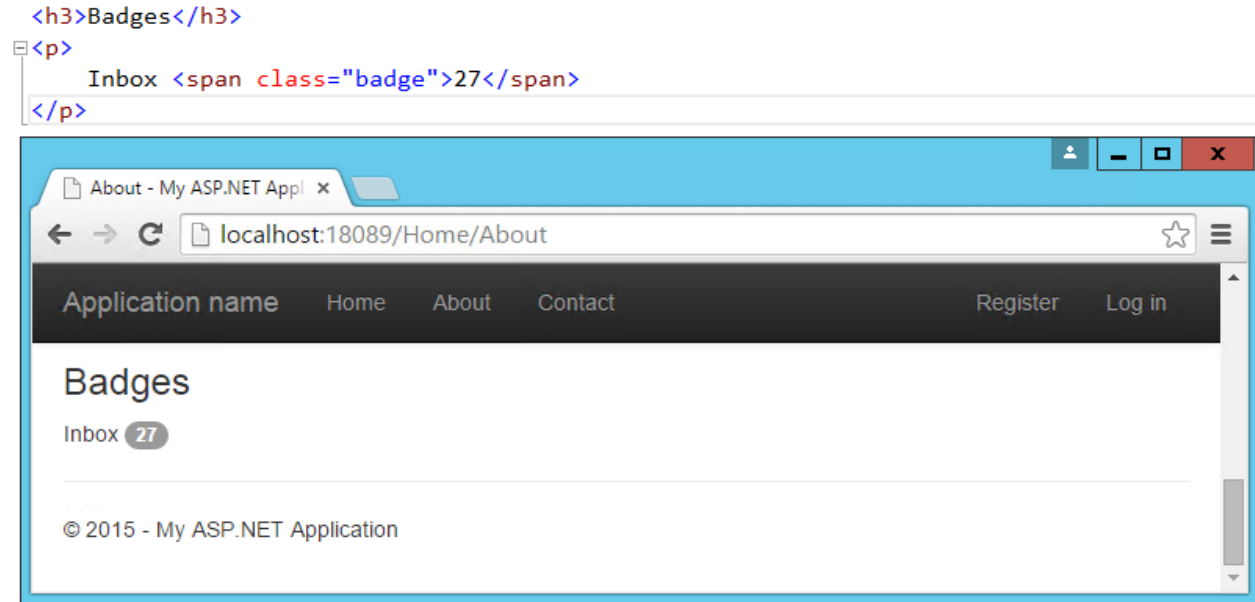 <h3>Badges</h3>
<p>
Inbox <span class="badge">27</span>
</p>
About - My ASP.NET Appl
localhost:18089/Home/About
Application name Home About Contact Register Log in
Badges
Inbox 27
© 2015 - My ASP.NET Application